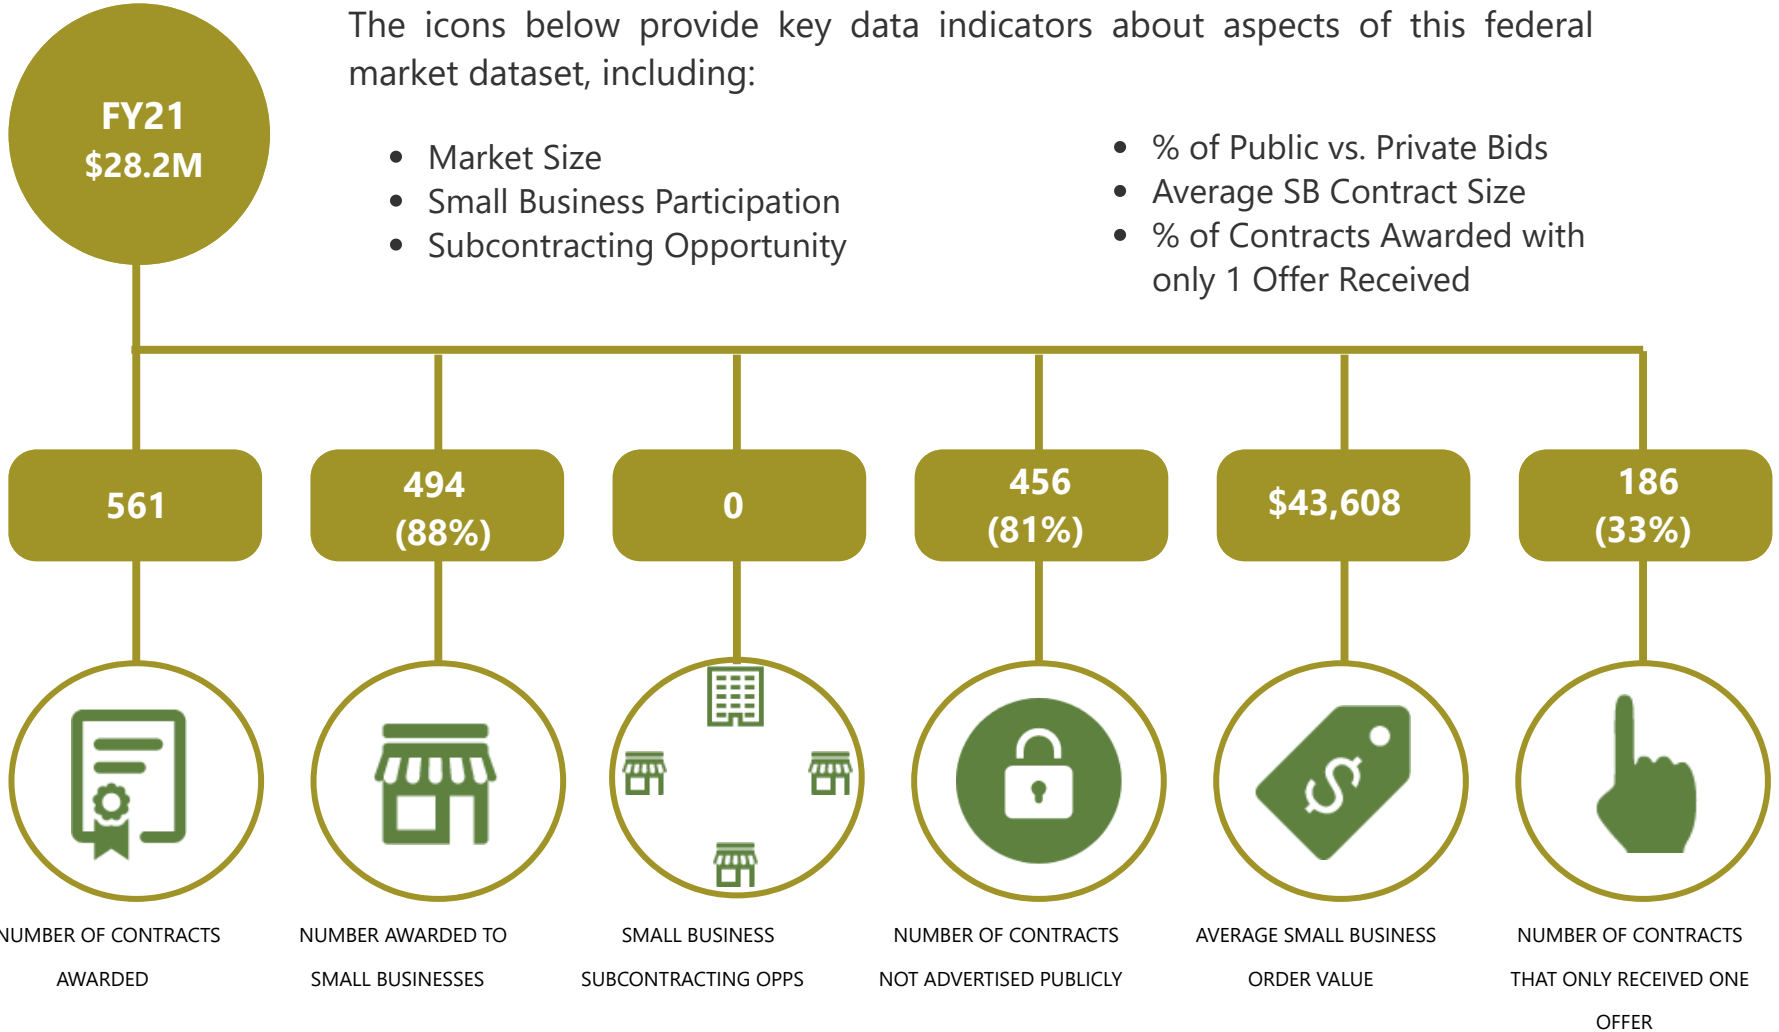 FY21
$28.2M
The icons below provide key data indicators about aspects of this federal
market dataset, including:
• Market Size
• Small Business Participation
• Subcontracting Opportunity
• % of Public vs. Private Bids
• Average SB Contract Size
• % of Contracts Awarded with
only 1 Offer Received
561
494
(88%)
0
456
(81%)
$43,608
186
(33%)
$
NUMBER OF CONTRACTS
AWARDED
NUMBER AWARDED TO
SMALL BUSINESSES
SMALL BUSINESS
SUBCONTRACTING OPPS
NUMBER OF CONTRACTS
NOT ADVERTISED PUBLICLY
AVERAGE SMALL BUSINESS
ORDER VALUE
NUMBER OF CONTRACTS
THAT ONLY RECEIVED ONE
OFFER